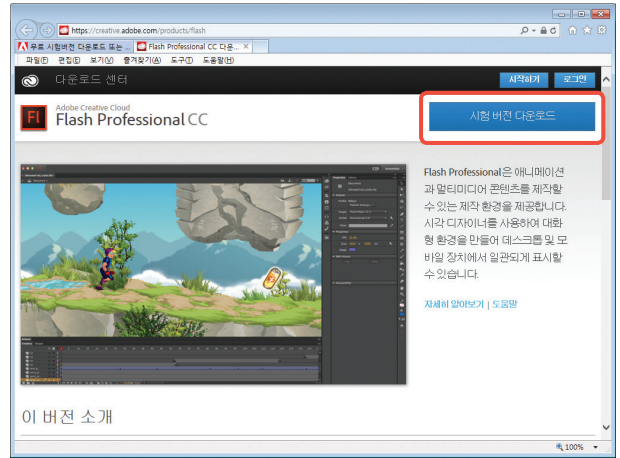 https://creative.adobe.com/products/flash
무료 시험버전 다운로드 또는 ...
Flash Professional CC 다운...
파일(F) 편집(E) 보기(V) 즐겨찾기(A) 도구(T) 도움말(H)
다운로드 센터
시작하기
로그인
Fl
Adobe Creative Cloud
Flash Professional CC
시험 버전 다운로드
Flash Professional은 애니메이션
과 멀티미디어 콘텐츠를 제작할
수 있는 제작 환경을 제공합니다.
시각 디자이너를 사용하여 대화
형 환경을 만들어 데스크톱 및 모
바일 장치에서 일관되게 표시할
수 있습니다.
자세히 알아보기 | 도움말
이 버전 소개
100%